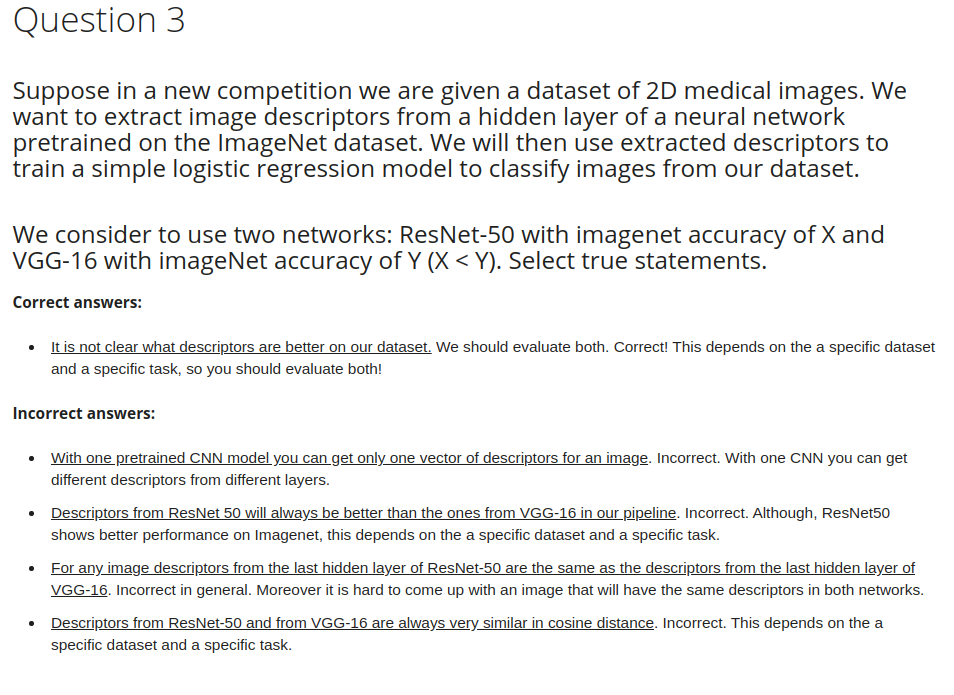 Question 3
Suppose in a new competition we are given a dataset of 2D medical images. We
want to extract image descriptors from a hidden layer of a neural network
pretrained on the ImageNet dataset. We will then use extracted descriptors to
train a simple logistic regression model to classify images from our dataset.
We consider to use two networks: ResNet-50 with imagenet accuracy of X and
VGG-16 with imageNet accuracy of Y (X < Y). Select true statements.
Correct answers:
• It is not clear what descriptors are better on our dataset. We should evaluate both. Correct! This depends on the a specific dataset
and a specific task, so you should evaluate both!
Incorrect answers:
• With one pretrained CNN model you can get only one vector of descriptors for an image. Incorrect. With one CNN you can get
different descriptors from different layers.
• Descriptors from ResNet 50 will always be better than the ones from VGG-16 in our pipeline. Incorrect. Although, ResNet50
shows better performance on Imagenet, this depends on the a specific dataset and a specific task.
• For any image descriptors from the last hidden layer of ResNet-50 are the same as the descriptors from the last hidden layer of
VGG-16. Incorrect in general. Moreover it is hard to come up with an image that will have the same descriptors in both networks.
• Descriptors from ResNet-50 and from VGG-16 are always very similar in cosine distance. Incorrect. This depends on the a
specific dataset and a specific task.